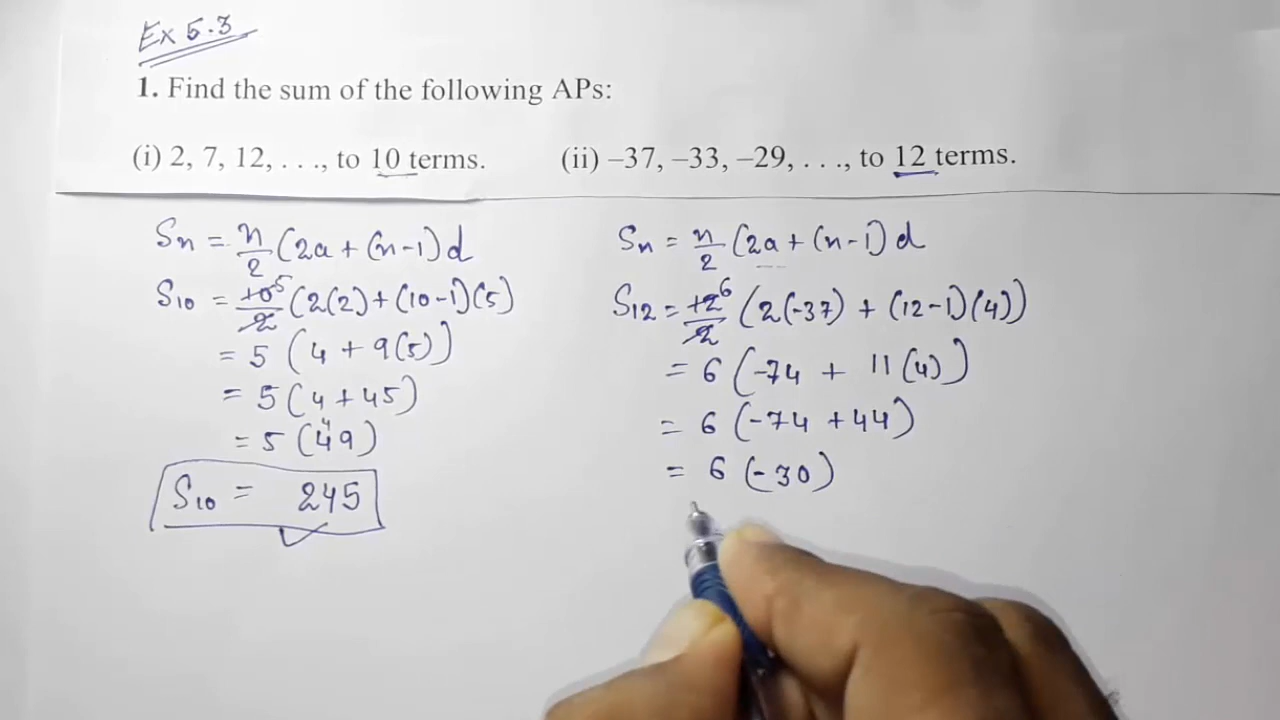 Ex 5.3
1. Find the sum of the following APs:
(i) 2, 7, 12, . . ., to 10 terms. (ii) –37, –33, –29, . . ., to 12 terms.
Sn = n/2 (2a + (n-1)d
S10 = 10/2 5 (2(2) + (10-1)(5)
= 5 (4 + 9(5))
= 5(4+45)
4
= 5 (49)
S10 = 245
Sn = n/2 (2a + (n-1)d
S12 = 12/2 6 (2(-37) + (12-1)(4))
= 6 (-74 + 11(4))
= 6 (-74 + 44)
= 6 (-30)